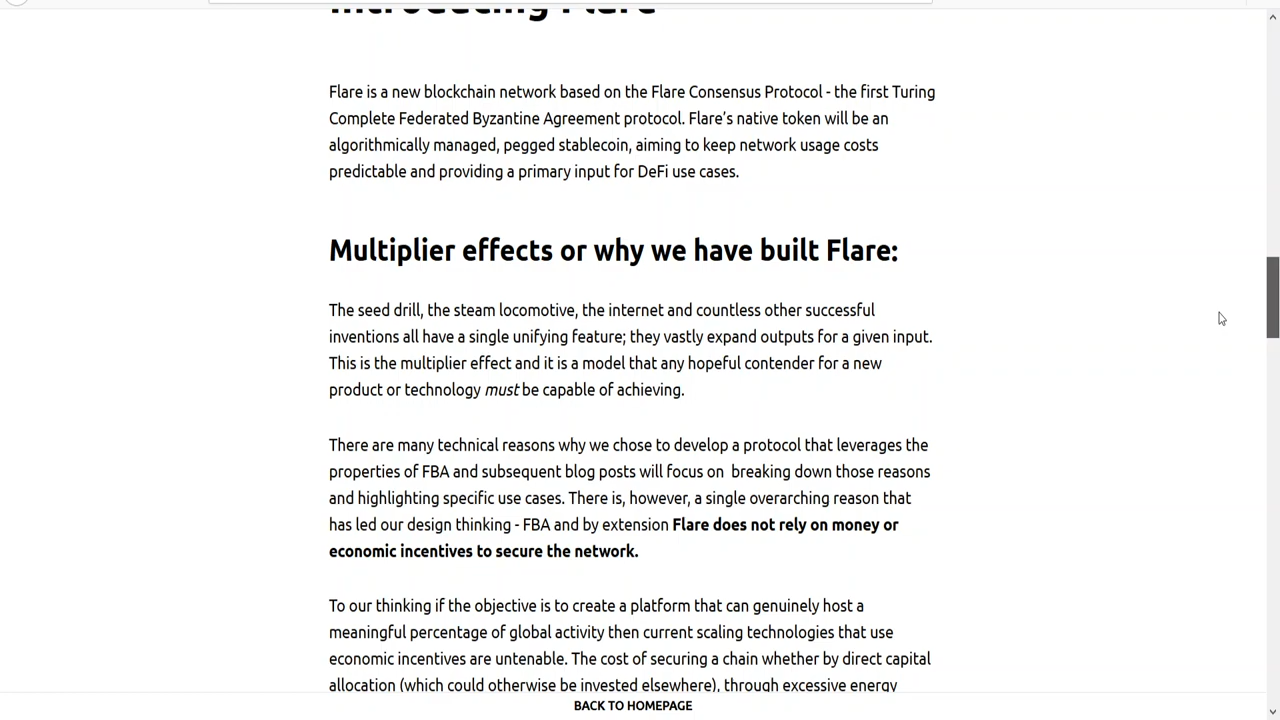 Introducing Flare
Flare is a new blockchain network based on the Flare Consensus Protocol - the first Turing
Complete Federated Byzantine Agreement protocol. Flare's native token will be an
algorithmically managed, pegged stablecoin, aiming to keep network usage costs
predictable and providing a primary input for DeFi use cases.
Multiplier effects or why we have built Flare:
The seed drill, the steam locomotive, the internet and countless other successful
inventions all have a single unifying feature; they vastly expand outputs for a given input.
This is the multiplier effect and it is a model that any hopeful contender for a new
product or technology must be capable of achieving.
There are many technical reasons why we chose to develop a protocol that leverages the
properties of FBA and subsequent blog posts will focus on  breaking down those reasons
and highlighting specific use cases. There is, however, a single overarching reason that
has led our design thinking - FBA and by extension Flare does not rely on money or
economic incentives to secure the network.
To our thinking if the objective is to create a platform that can genuinely host a
meaningful percentage of global activity then current scaling technologies that use
economic incentives are untenable. The cost of securing a chain whether by direct capital
allocation (which could otherwise be invested elsewhere), through excessive energy
BACK TO HOMEPAGE